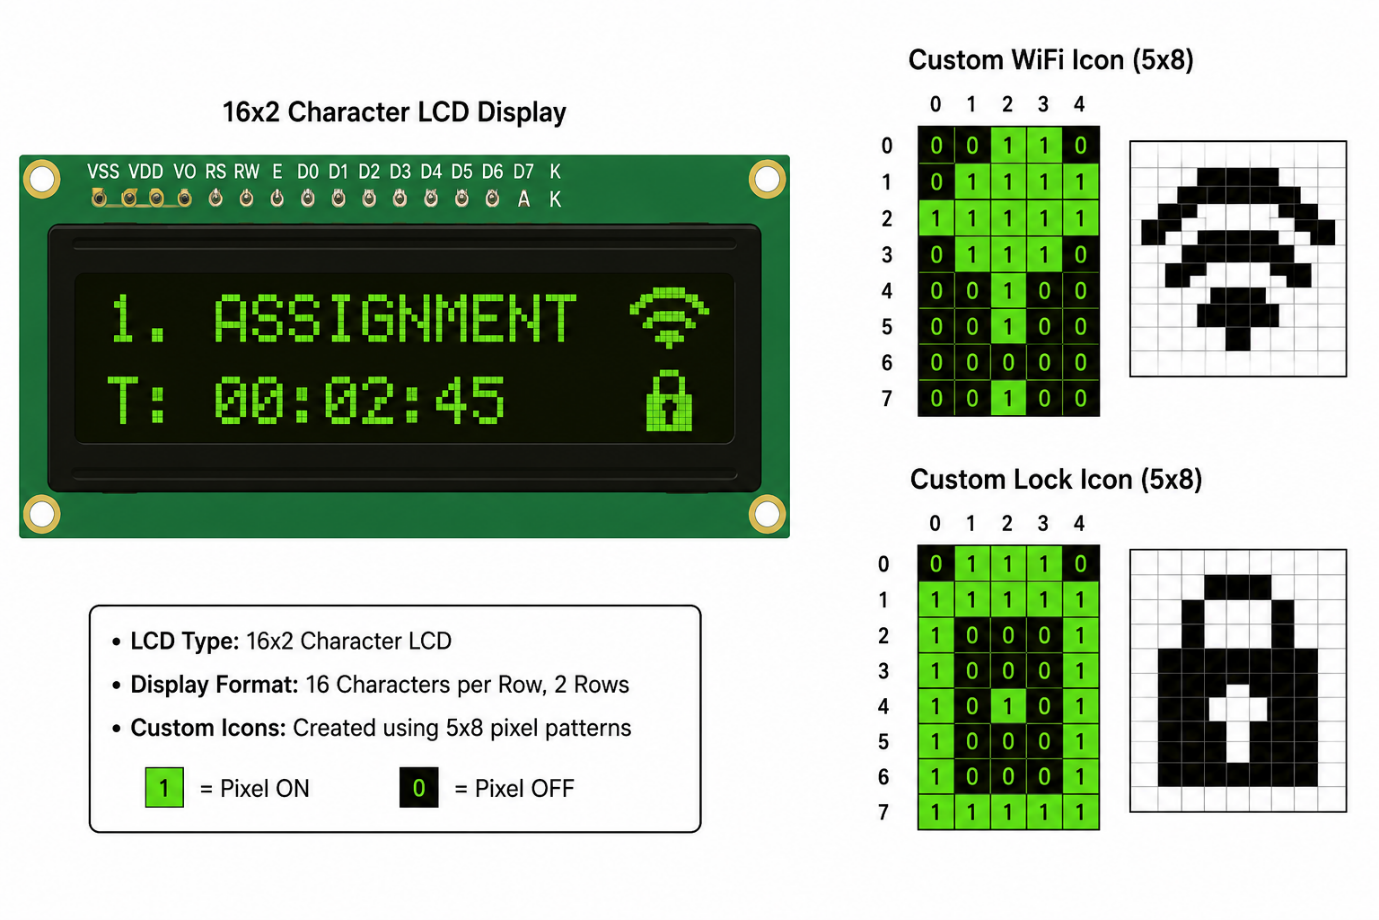 16x2 Character LCD Display
VSS VDD VO RS RW E D0 D1 D2 D3 D4 D5 D6 D7 K
A K
1. ASSIGNMENT
T: 00:02:45
• LCD Type: 16x2 Character LCD
• Display Format: 16 Characters per Row, 2 Rows
• Custom Icons: Created using 5x8 pixel patterns
1 = Pixel ON 0 = Pixel OFF
Custom WiFi Icon (5x8)
0 1 2 3 4
0 0 0 1 1 0
1 0 1 1 1 1
2 1 1 1 1 1
3 0 1 1 1 0
4 0 0 1 0 0
5 0 0 1 0 0
6 0 0 0 0 0
7 0 0 1 0 0
Custom Lock Icon (5x8)
0 1 2 3 4
0 0 1 1 1 0
1 1 1 1 1 1
2 1 0 0 0 1
3 1 0 0 0 1
4 1 0 1 0 1
5 1 0 0 0 1
6 1 0 0 0 1
7 1 1 1 1 1